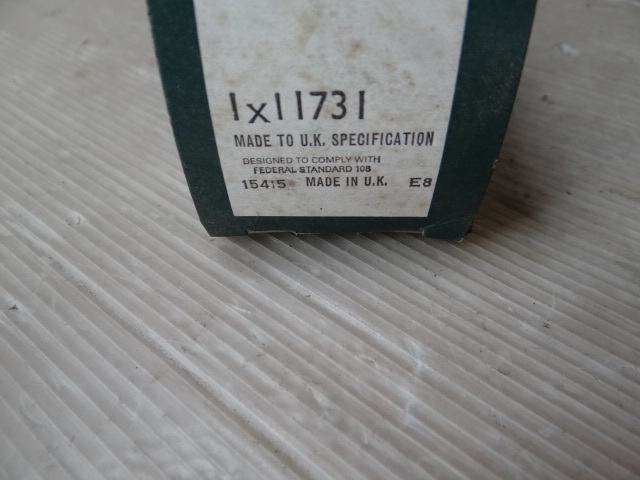 1x11731
MADE TO U.K. SPECIFICATION
DESIGNED TO COMPLY WITH
FEDERAL STANDARD 108
15415 MADE IN U.K. E8